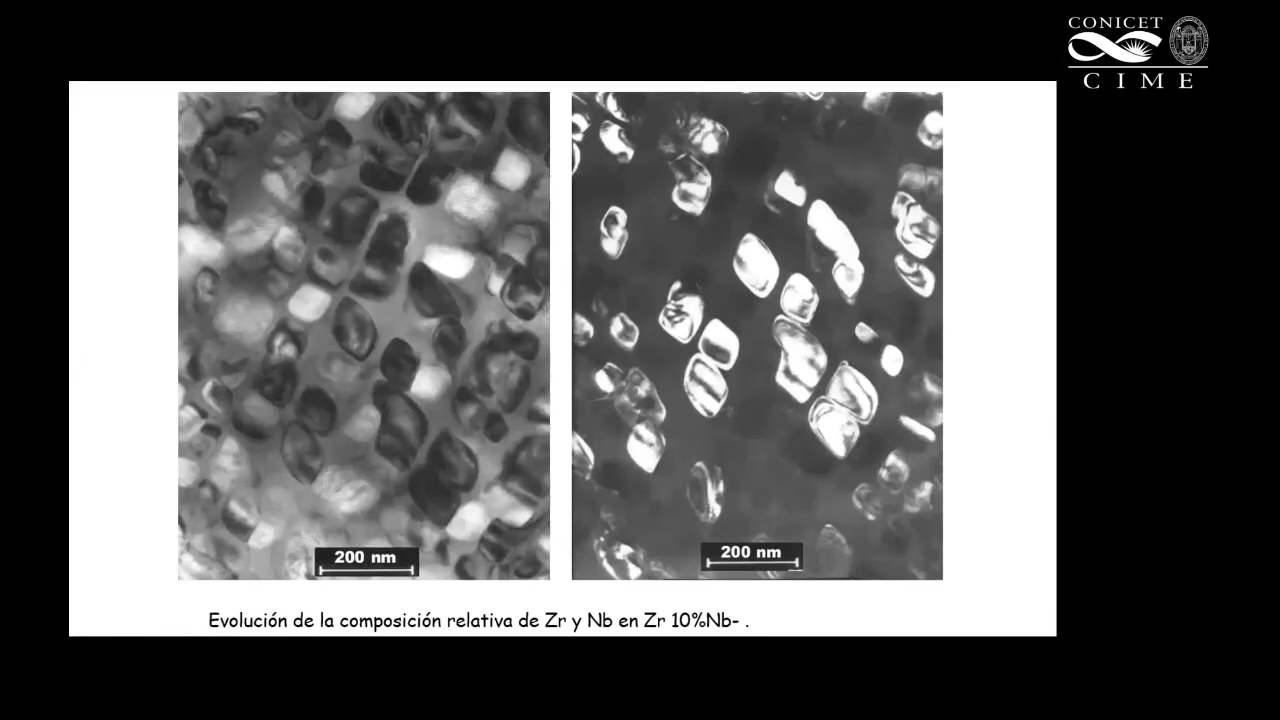 CONICET
CIME
200 nm
200 nm
Evolución de la composición relativa de Zr y Nb en Zr 10%Nb- .